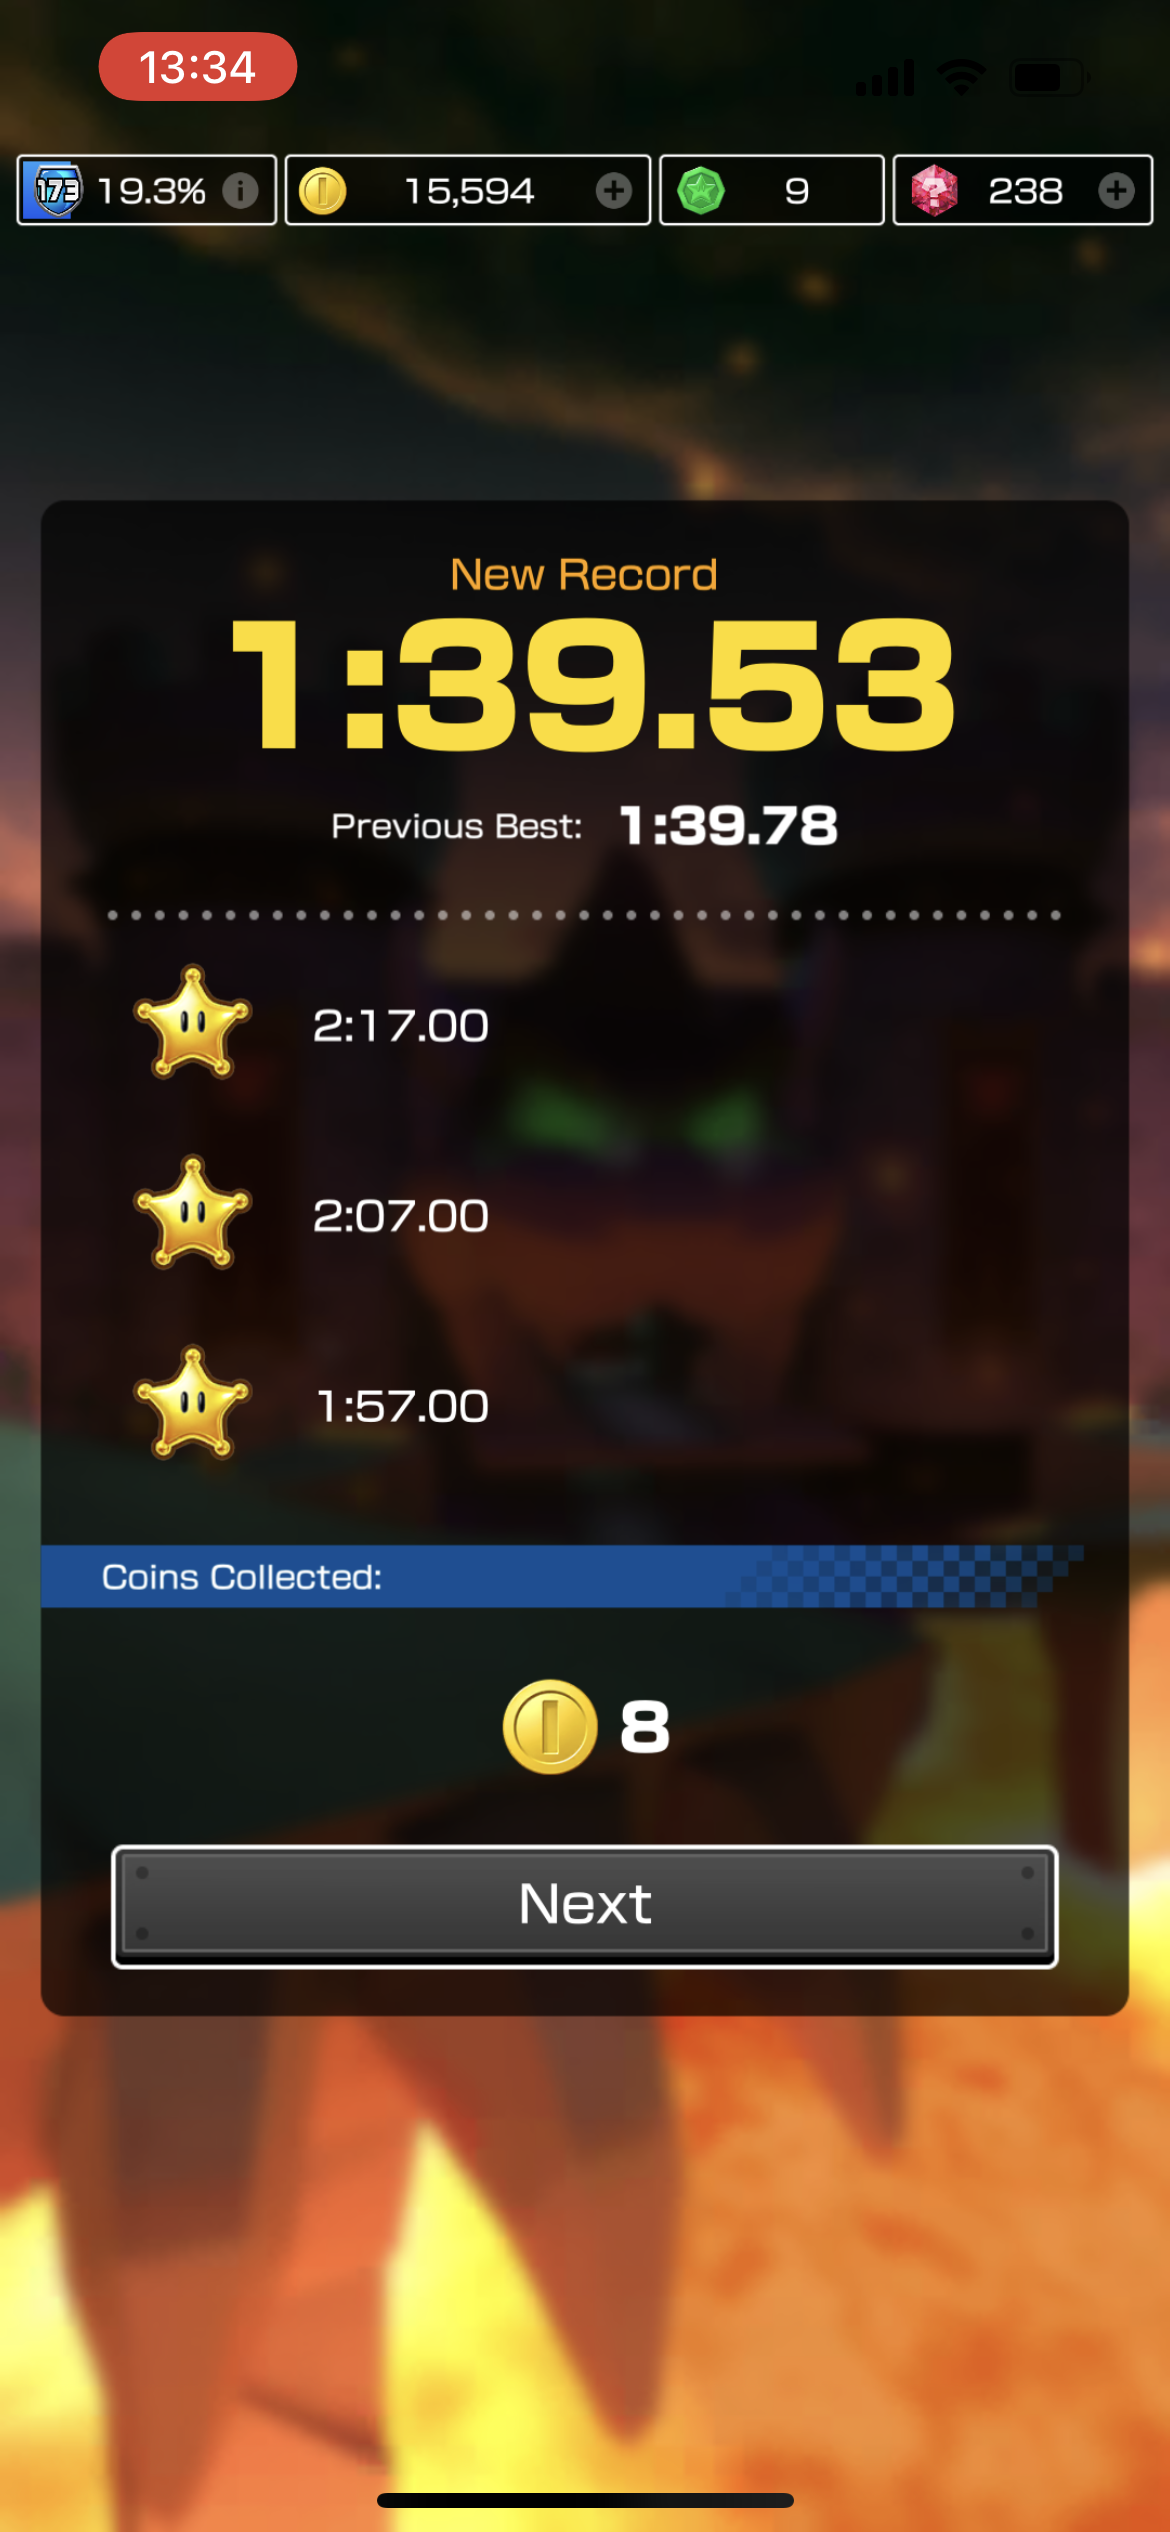 13:34
173 19.3% i 15,594 + 9 ? 238 +
New Record
1:39.53
Previous Best: 1:39.78
2:17.00
2:07.00
1:57.00
Coins Collected:
8
Next